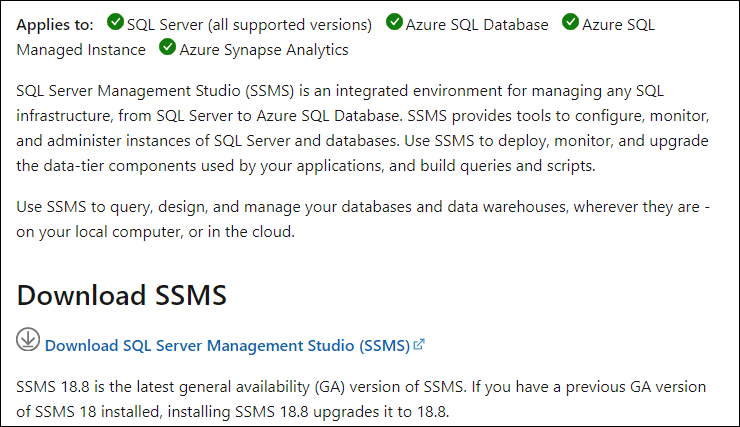 Applies to: SQL Server (all supported versions) Azure SQL Database Azure SQL
Managed Instance Azure Synapse Analytics
SQL Server Management Studio (SSMS) is an integrated environment for managing any SQL
infrastructure, from SQL Server to Azure SQL Database. SSMS provides tools to configure, monitor,
and administer instances of SQL Server and databases. Use SSMS to deploy, monitor, and upgrade
the data-tier components used by your applications, and build queries and scripts.
Use SSMS to query, design, and manage your databases and data warehouses, wherever they are -
on your local computer, or in the cloud.
Download SSMS
Download SQL Server Management Studio (SSMS)
SSMS 18.8 is the latest general availability (GA) version of SSMS. If you have a previous GA version
of SSMS 18 installed, installing SSMS 18.8 upgrades it to 18.8.